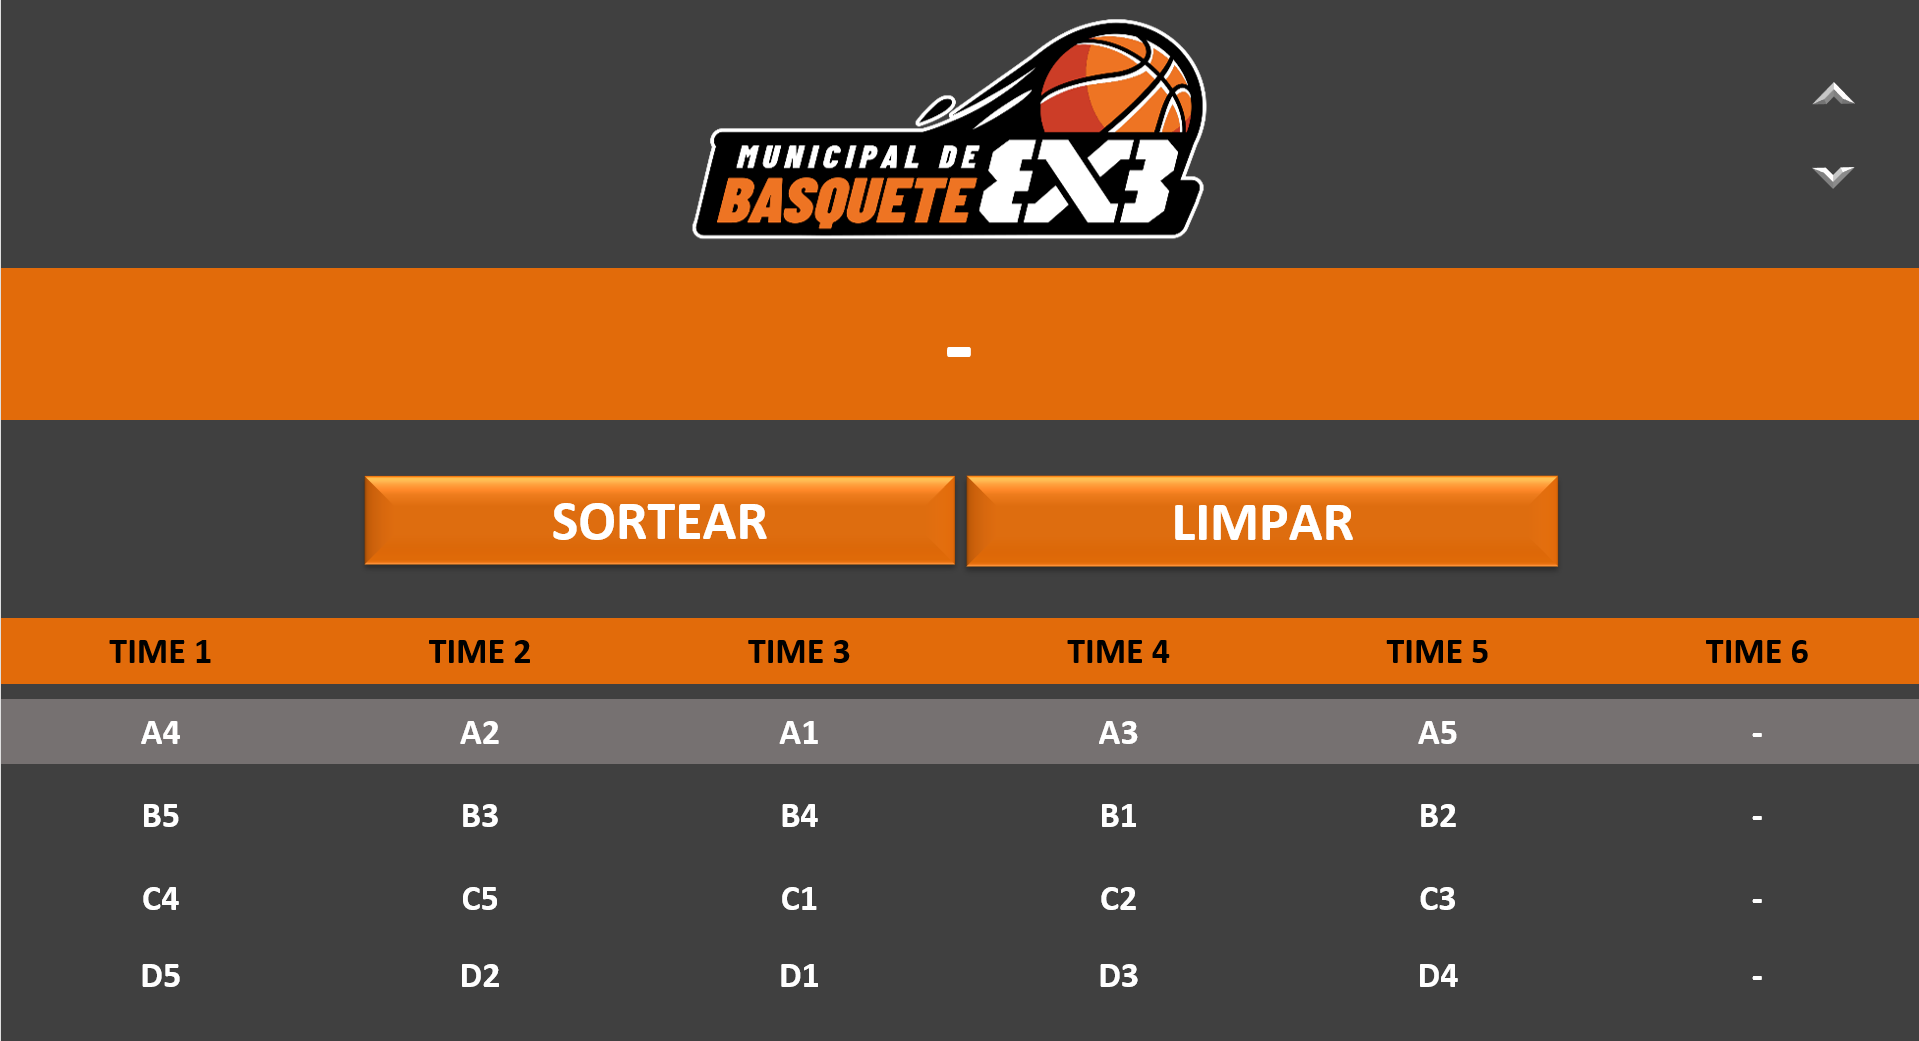 MUNICIPAL DE
BASQUETE 3X3
-
SORTEAR LIMPAR
TIME 1 TIME 2 TIME 3 TIME 4 TIME 5 TIME 6
A4 A2 A1 A3 A5 -
B5 B3 B4 B1 B2 -
C4 C5 C1 C2 C3 -
D5 D2 D1 D3 D4 -